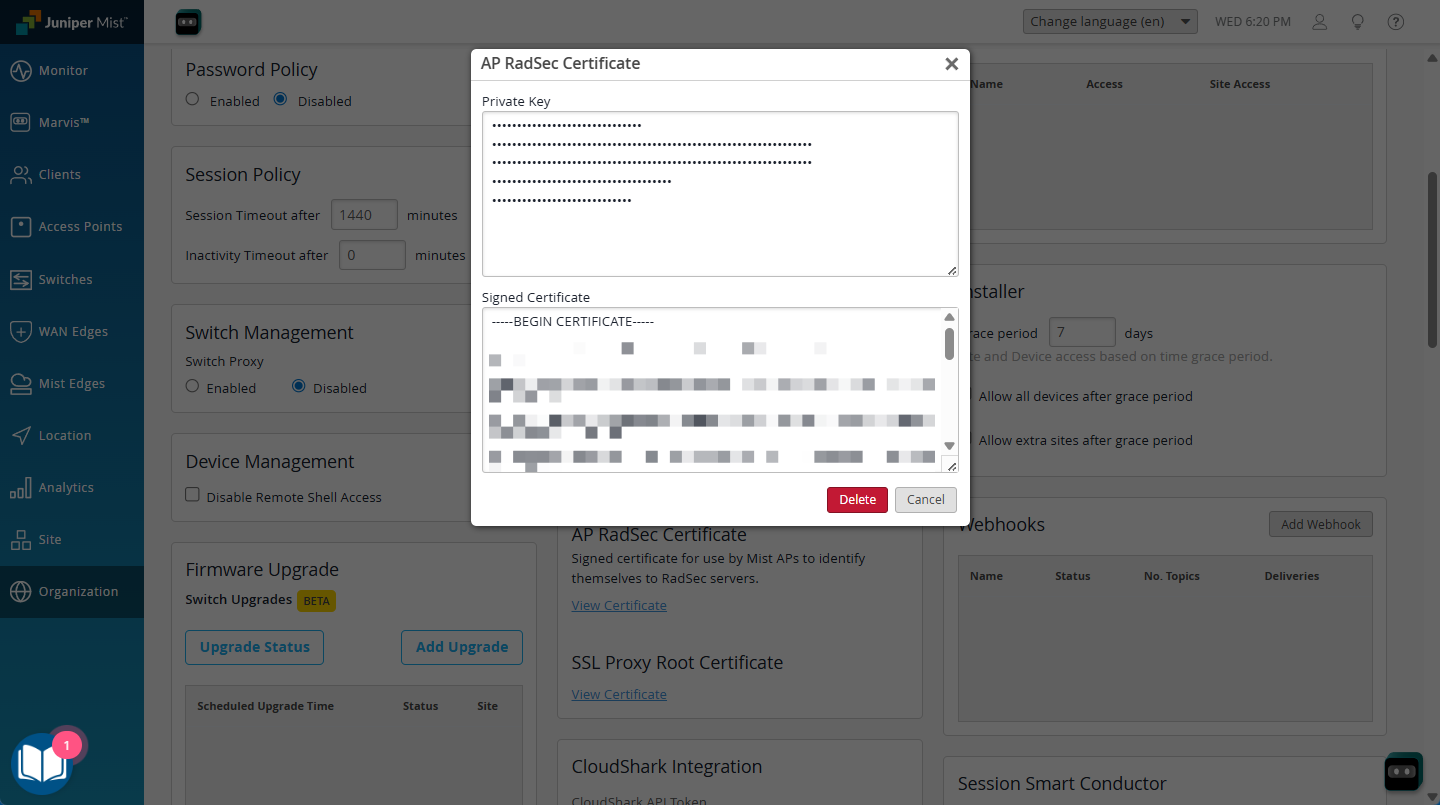 Juniper Mist™
Change language (en)
WED 6:20 PM
Monitor
Marvis™
Clients
Access Points
Switches
WAN Edges
Mist Edges
Location
Analytics
Site
Organization
1
Password Policy
Enabled
Disabled
Session Policy
Session Timeout after 1440 minutes
Inactivity Timeout after 0 minutes
Switch Management
Switch Proxy
Enabled
Disabled
Device Management
Disable Remote Shell Access
Firmware Upgrade
Switch Upgrades BETA
Upgrade Status
Add Upgrade
Scheduled Upgrade Time
Status
Site
AP RadSec Certificate
Private Key
••••••••••••••••••••••••••••••
••••••••••••••••••••••••••••••••••••••••••••••••••••••••••••••••
••••••••••••••••••••••••••••••••••••••••••••••••••••••••••••••••
••••••••••••••••••••••••••••••••••••
••••••••••••••••••••••••••••
Signed Certificate
-----BEGIN CERTIFICATE-----
Delete
Cancel
AP RadSec Certificate
Signed certificate for use by Mist APs to identify
themselves to RadSec servers.
View Certificate
SSL Proxy Root Certificate
View Certificate
CloudShark Integration
CloudShark API Token
Name
Access
Site Access
period 7 days
and Device access based on time grace period.
Allow all devices after grace period
Allow extra sites after grace period
Webhooks
Add Webhook
Name
Status
No. Topics
Deliveries
Session Smart Conductor